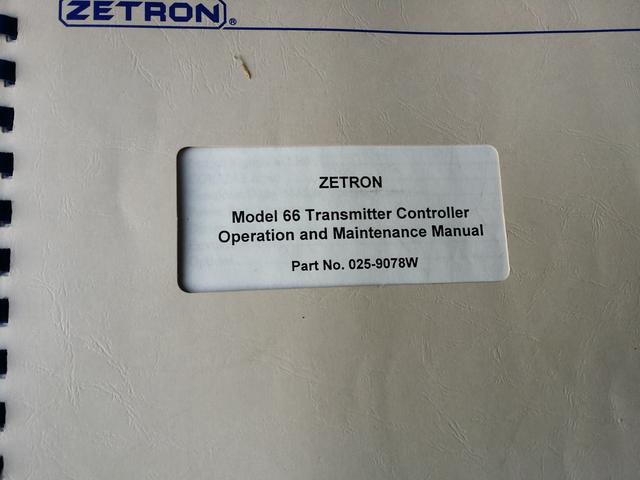 ZETRON®
ZETRON
Model 66 Transmitter Controller
Operation and Maintenance Manual
Part No. 025-9078W